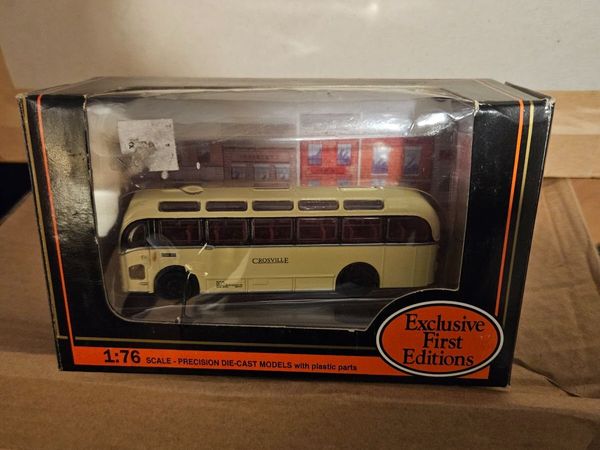 CROSVILLE
Exclusive
First
Editions
1:76 SCALE - PRECISION DIE-CAST MODELS with plastic parts